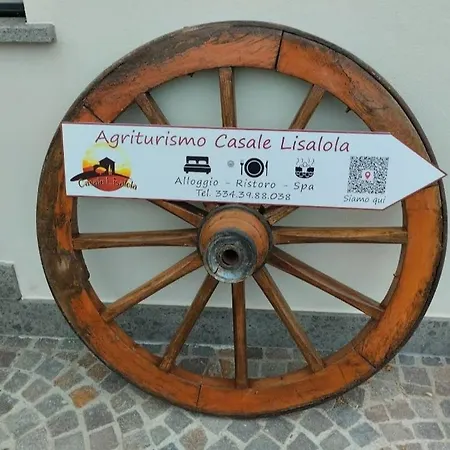 Agriturismo Casale Lisalola
Alloggio - Ristoro - Spa
Tel. 334.39.88.038
Siamo qui